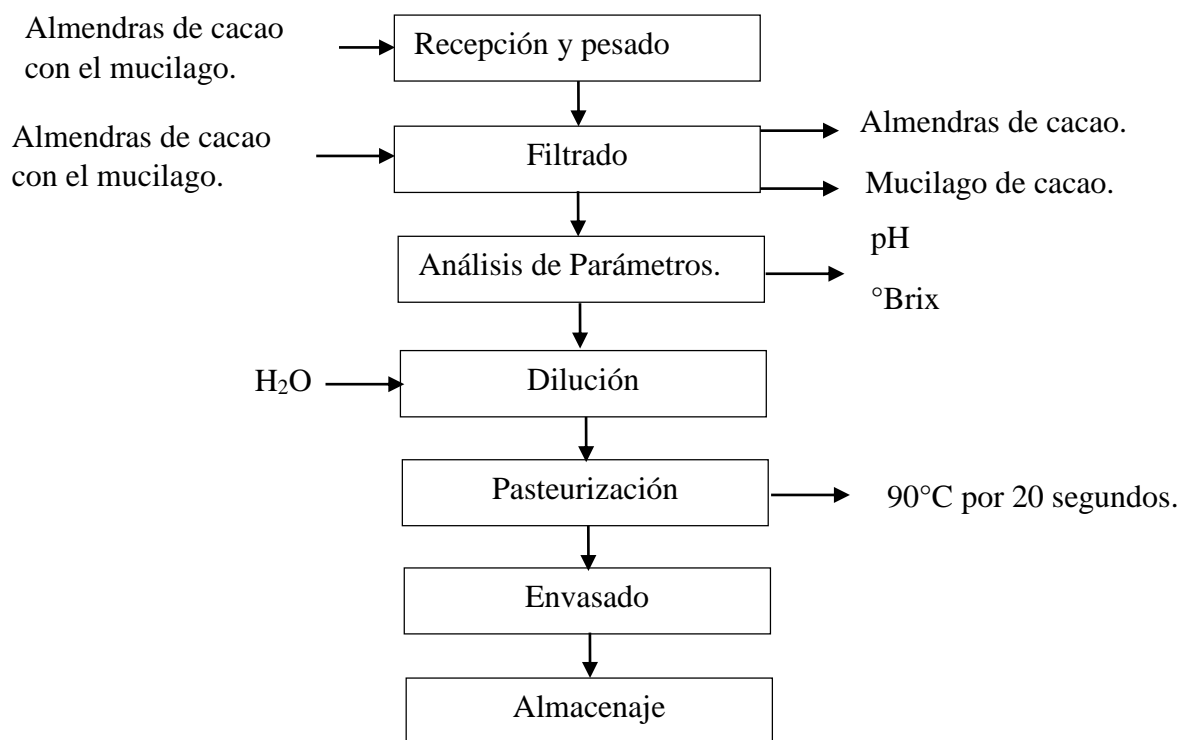 Almendras de cacao
con el mucilago.
Recepción y pesado
Almendras de cacao
con el mucilago.
Filtrado
Almendras de cacao.
Mucilago de cacao.
Análisis de Parámetros.
pH
°Brix
H₂O
Dilución
Pasteurización
90°C por 20 segundos.
Envasado
Almacenaje